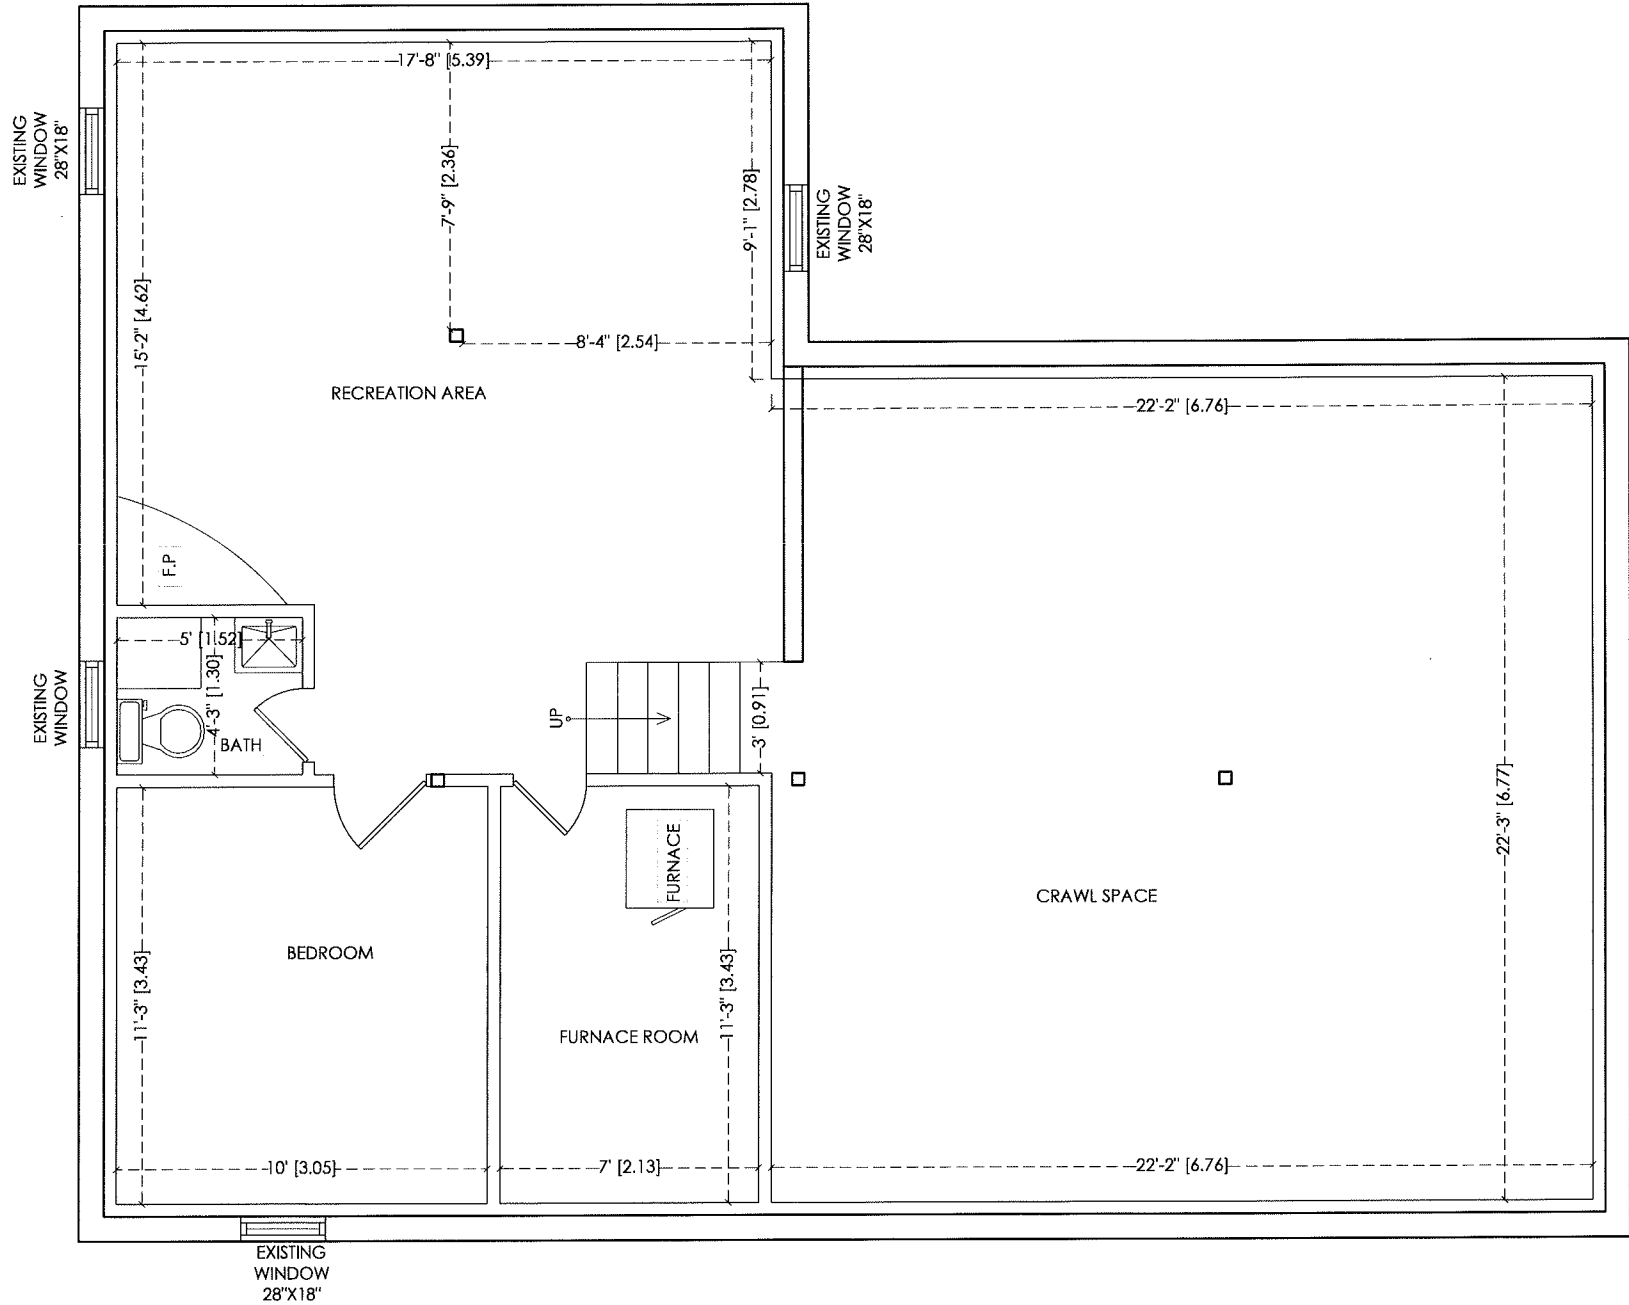 17'-8" [5.39]
EXISTING
WINDOW
28"X18"
7'-9" [2.36]
9'-1" [2.78]
EXISTING
WINDOW
28"X18"
15'-2" [4.62]
8'-4" [2.54]
RECREATION AREA
22'-2" [6.76]
F.P
5' [1.52]
4'-3" [1.30]
EXISTING
WINDOW
BATH
UP
3' [0.91]
22'-3" [6.77]
FURNACE
CRAWL SPACE
BEDROOM
11'-3" [3.43]
11'-3" [3.43]
FURNACE ROOM
10' [3.05]
7' [2.13]
22'-2" [6.76]
EXISTING
WINDOW
28"X18"